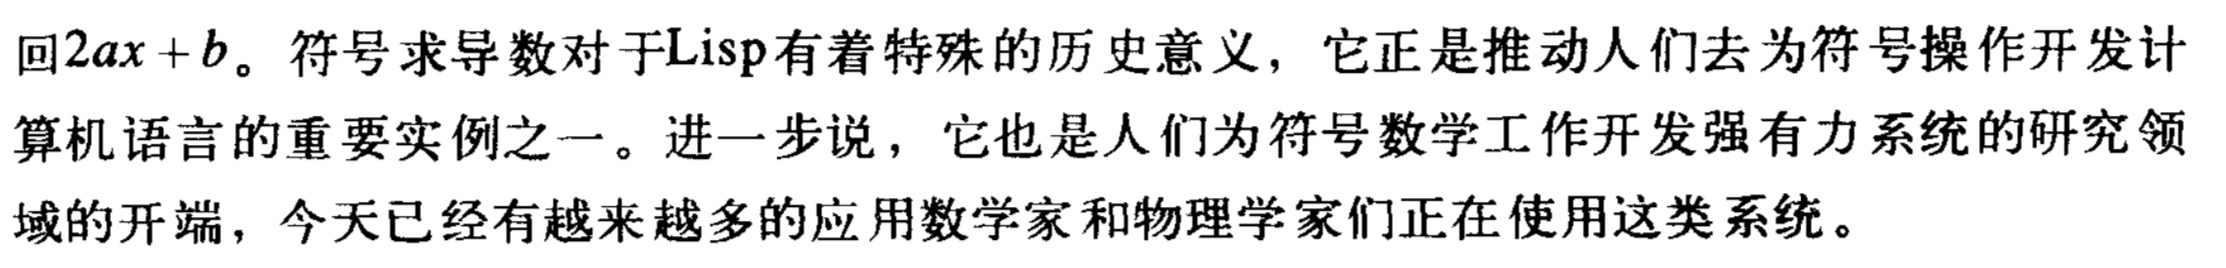 回2ax + b。符号求导数对于Lisp有着特殊的历史意义，它正是推动人们去为符号操作开发计
算机语言的重要实例之一。进一步说，它也是人们为符号数学工作开发强有力系统的研究领
域的开端，今天已经有越来越多的应用数学家和物理学家们正在使用这类系统。